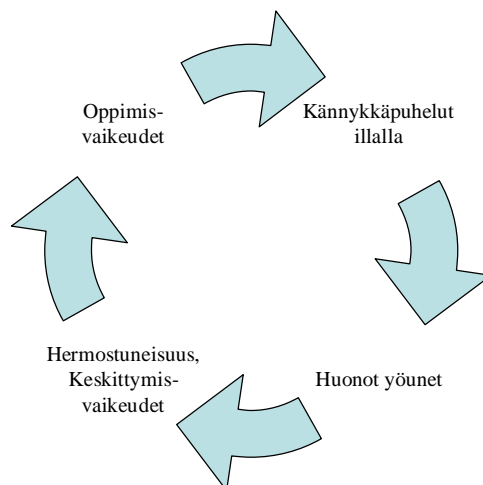 Oppimis-
vaikeudet
Kännykkäpuhelut
illalla
Huonot yöunet
Hermostuneisuus,
Keskittymis-
vaikeudet